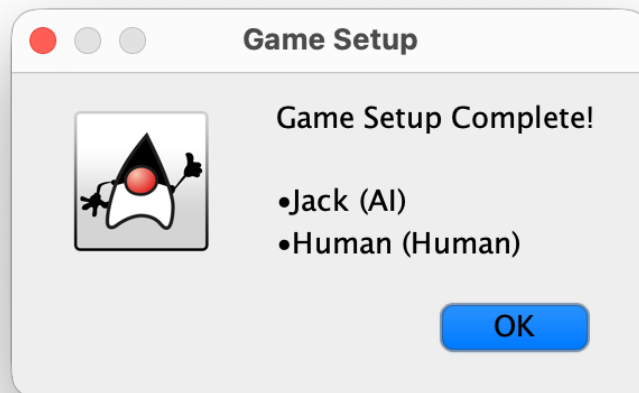 Game Setup
Game Setup Complete!
•Jack (AI)
•Human (Human)
OK